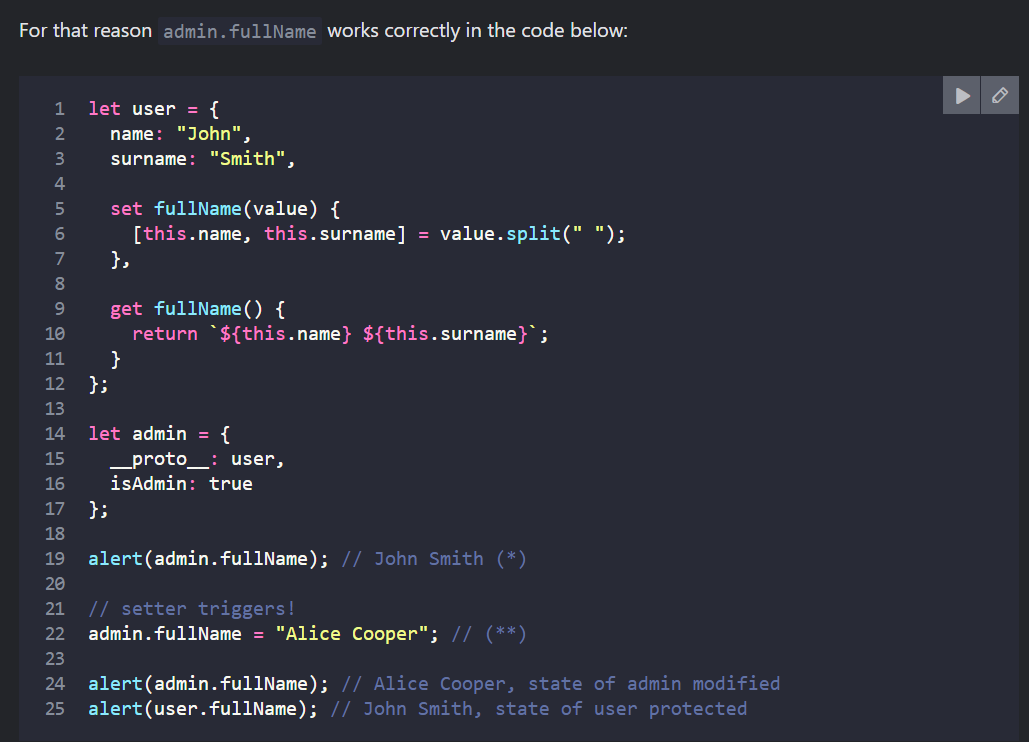 For that reason admin.fullName works correctly in the code below:
1 let user = {
2   name: "John",
3   surname: "Smith",
4
5   set fullName(value) {
6     [this.name, this.surname] = value.split(" ");
7   },
8
9   get fullName() {
10     return `${this.name} ${this.surname}`;
11   }
12 };
13
14 let admin = {
15   __proto__: user,
16   isAdmin: true
17 };
18
19 alert(admin.fullName); // John Smith (*)
20
21 // setter triggers!
22 admin.fullName = "Alice Cooper"; // (**)
23
24 alert(admin.fullName); // Alice Cooper, state of admin modified
25 alert(user.fullName); // John Smith, state of user protected